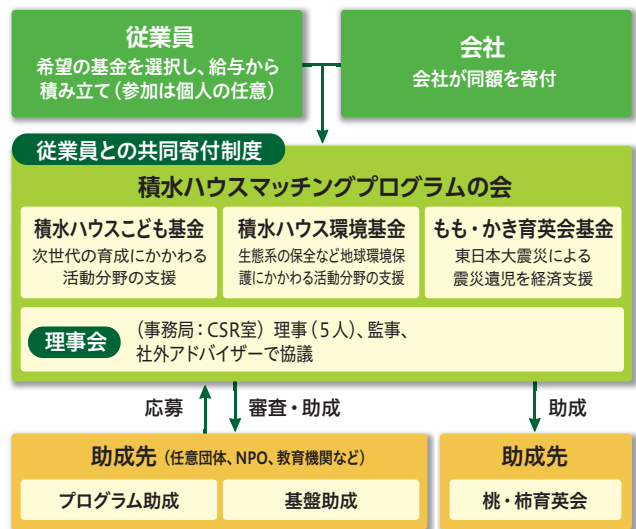 従業員
希望の基金を選択し、給与から
積み立て（参加は個人の任意）
会社
会社が同額を寄付
従業員との共同寄付制度
積水ハウスマッチングプログラムの会
積水ハウスこども基金
次世代の育成にかかわる
活動分野の支援
積水ハウス環境基金
生態系の保全など地球環境保
護にかかわる活動分野の支援
もも・かき育英会基金
東日本大震災による
震災遺児を経済支援
理事会
（事務局：CSR室）理事（5人）、監事、
社外アドバイザーで協議
応募
審査・助成
助成
助成先（任意団体、NPO、教育機関など）
プログラム助成
基盤助成
助成先
桃・柿育英会